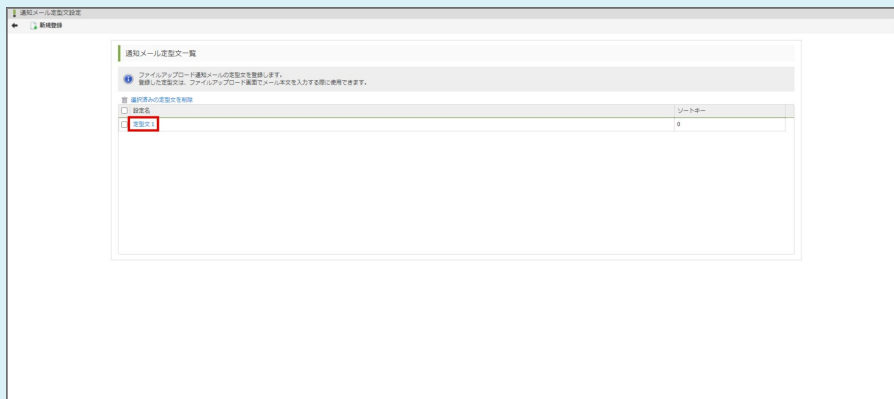 通知メール定型文設定
新規登録
通知メール定型文一覧
ファイルアップロード通知メールの定型文を登録します。
登録した定型文は、ファイルアップロード画面でメール本文を入力する際に使用できます。
選択済みの定型文を削除
設定名 ソートキー
定型文1 0